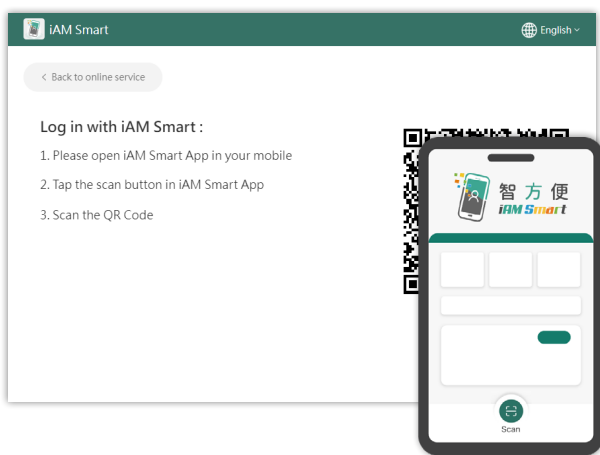 iAM Smart
English
Back to online service
Log in with iAM Smart :
1. Please open iAM Smart App in your mobile
2. Tap the scan button in iAM Smart App
3. Scan the QR Code
智方便
iAM Smart
Scan